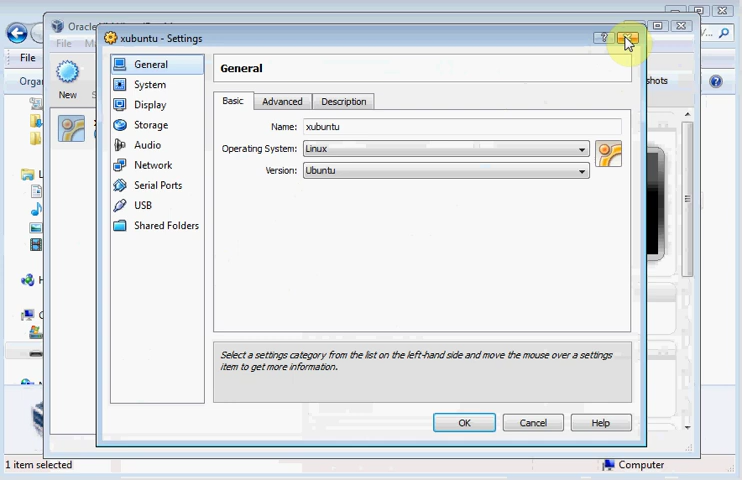 Oracle
xubuntu - Settings
File
File
New
General
System
Display
Storage
Audio
Network
Serial Ports
USB
Shared Folders
General
Basic
Advanced
Description
Name:
xubuntu
Operating System:
Linux
Version:
Ubuntu
Select a settings category from the list on the left-hand side and move the mouse over a settings
item to get more information.
OK
Cancel
Help
1 item selected
Computer